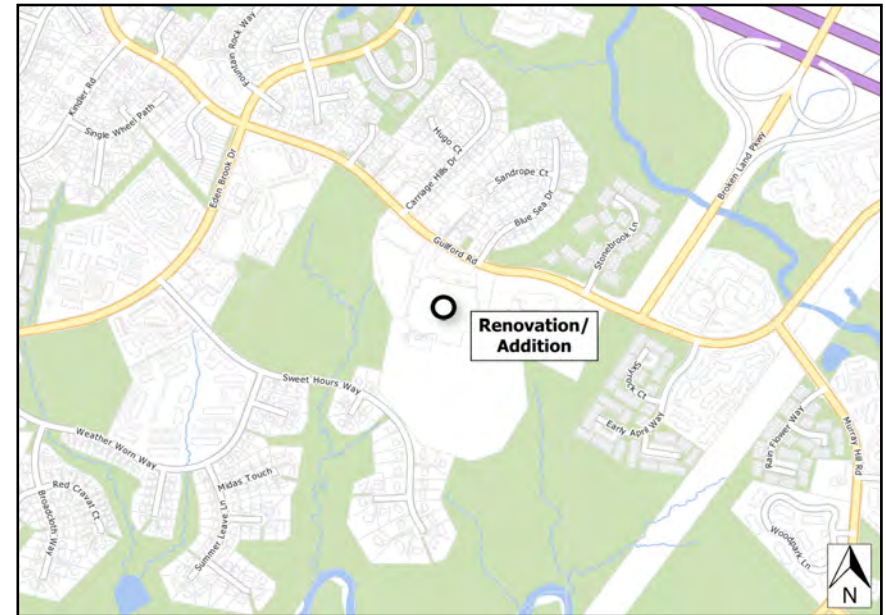 Fountain Rock Way
Kinder Rd
Single Wheel Path
Eden Brook Dr
Hugo Ct
Carriage Hills Dr
Sandrope Ct
Blue Sea Dr
Guilford Rd
Stonebrook Ln
Broken Land Pkwy
Renovation/
Addition
Skyrock Ct
Early April Way
Sweet Hours Way
Weather Worn Way
Midas Touch
Red Cravat Ct
Broadcloth Way
Summer Leave Ln
Rain Flower Way
Murray Hill Rd
Woodpark Ln
N